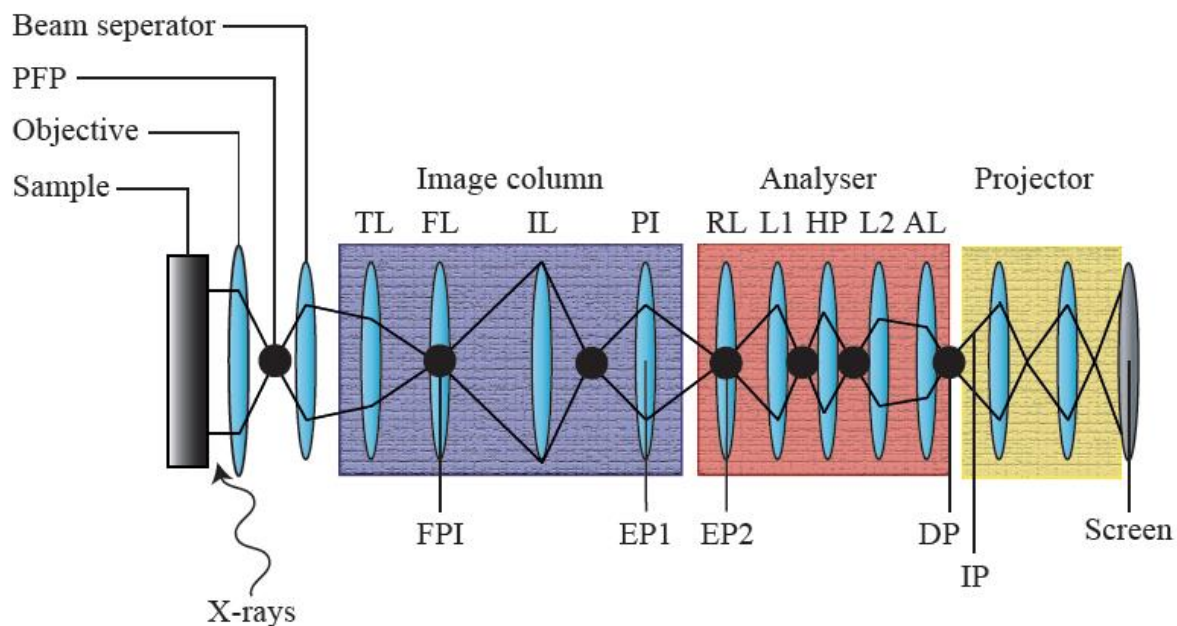 Beam seperator
PFP
Objective
Sample
Image column
Analyser
Projector
TL FL IL PI RL L1 HP L2 AL
FPI EP1 EP2 DP Screen
IP
X-rays